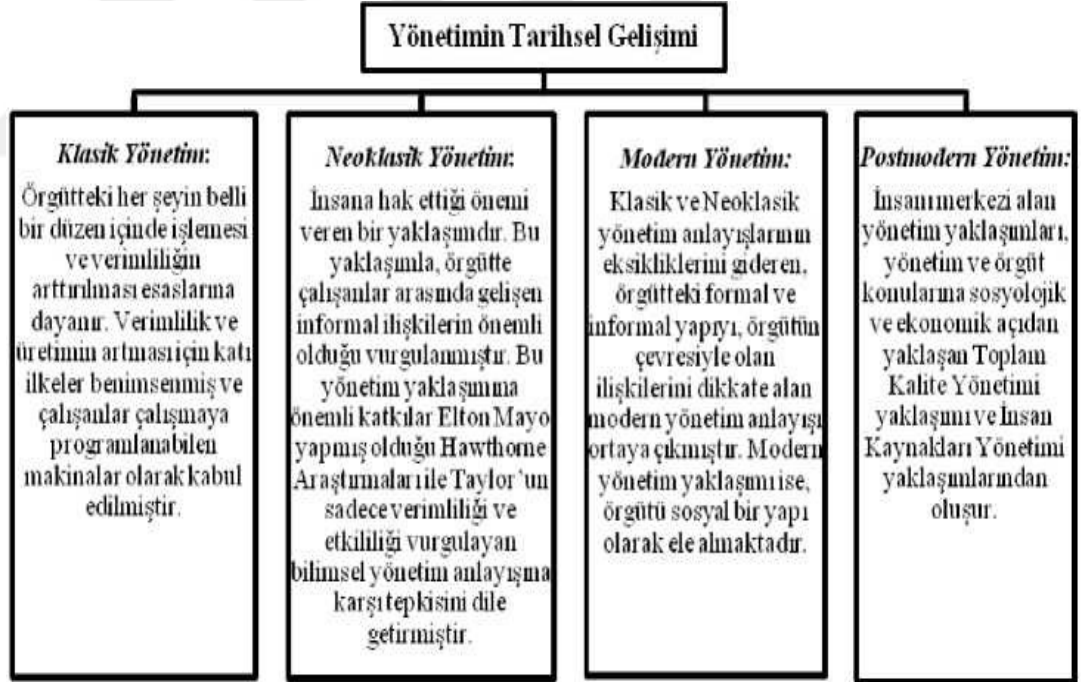 Yönetimin Tarihsel Gelişimi
Klasik Yönetim:
Örgütteki her şeyin belli
bir düzen içinde işlemesi
ve verimliliğin
arttırılması esaslarına
dayanır. Verimlilik ve
üretimin artması için katı
ilkeler benimsenmiş ve
çalışanlar çalışmaya
programlanabilen
makinalar olarak kabul
edilmiştir.
Neoklasik Yönetim:
İnsana hak ettiği önemi
veren bir yaklaşımdır. Bu
yaklaşımla, örgütte
çalışanlar arasında gelişen
informal ilişkilerin önemli
olduğu vurgulanmıştır. Bu
yönetim yaklaşımına
önemli katkılar Elton Mayo
yapmış olduğu Hawthorne
Araştırmaları ile Taylor’un
sadece verimliliği ve
etkililiği vurgulayan
bilimsel yönetim anlayışına
karşı tepkisini dile
getirmiştir.
Modern Yönetim:
Klasik ve Neoklasik
yönetim anlayışlarının
eksikliklerini gideren,
örgütteki formal ve
informal yapıyı, örgütün
çevresiyle olan
ilişkilerini dikkate alan
modern yönetim anlayışı
ortaya çıkmıştır. Modern
yönetim yaklaşımı ise,
örgütü sosyal bir yapı
olarak ele almaktadır.
Postmodern Yönetim:
İnsanı merkezi alan
yönetim yaklaşımları,
yönetim ve örgüt
konularına sosyolojik
ve ekonomik açıdan
yaklaşan Toplam
Kalite Yönetimi
yaklaşımı ve İnsan
Kaynakları Yönetimi
yaklaşımlarından
oluşur.